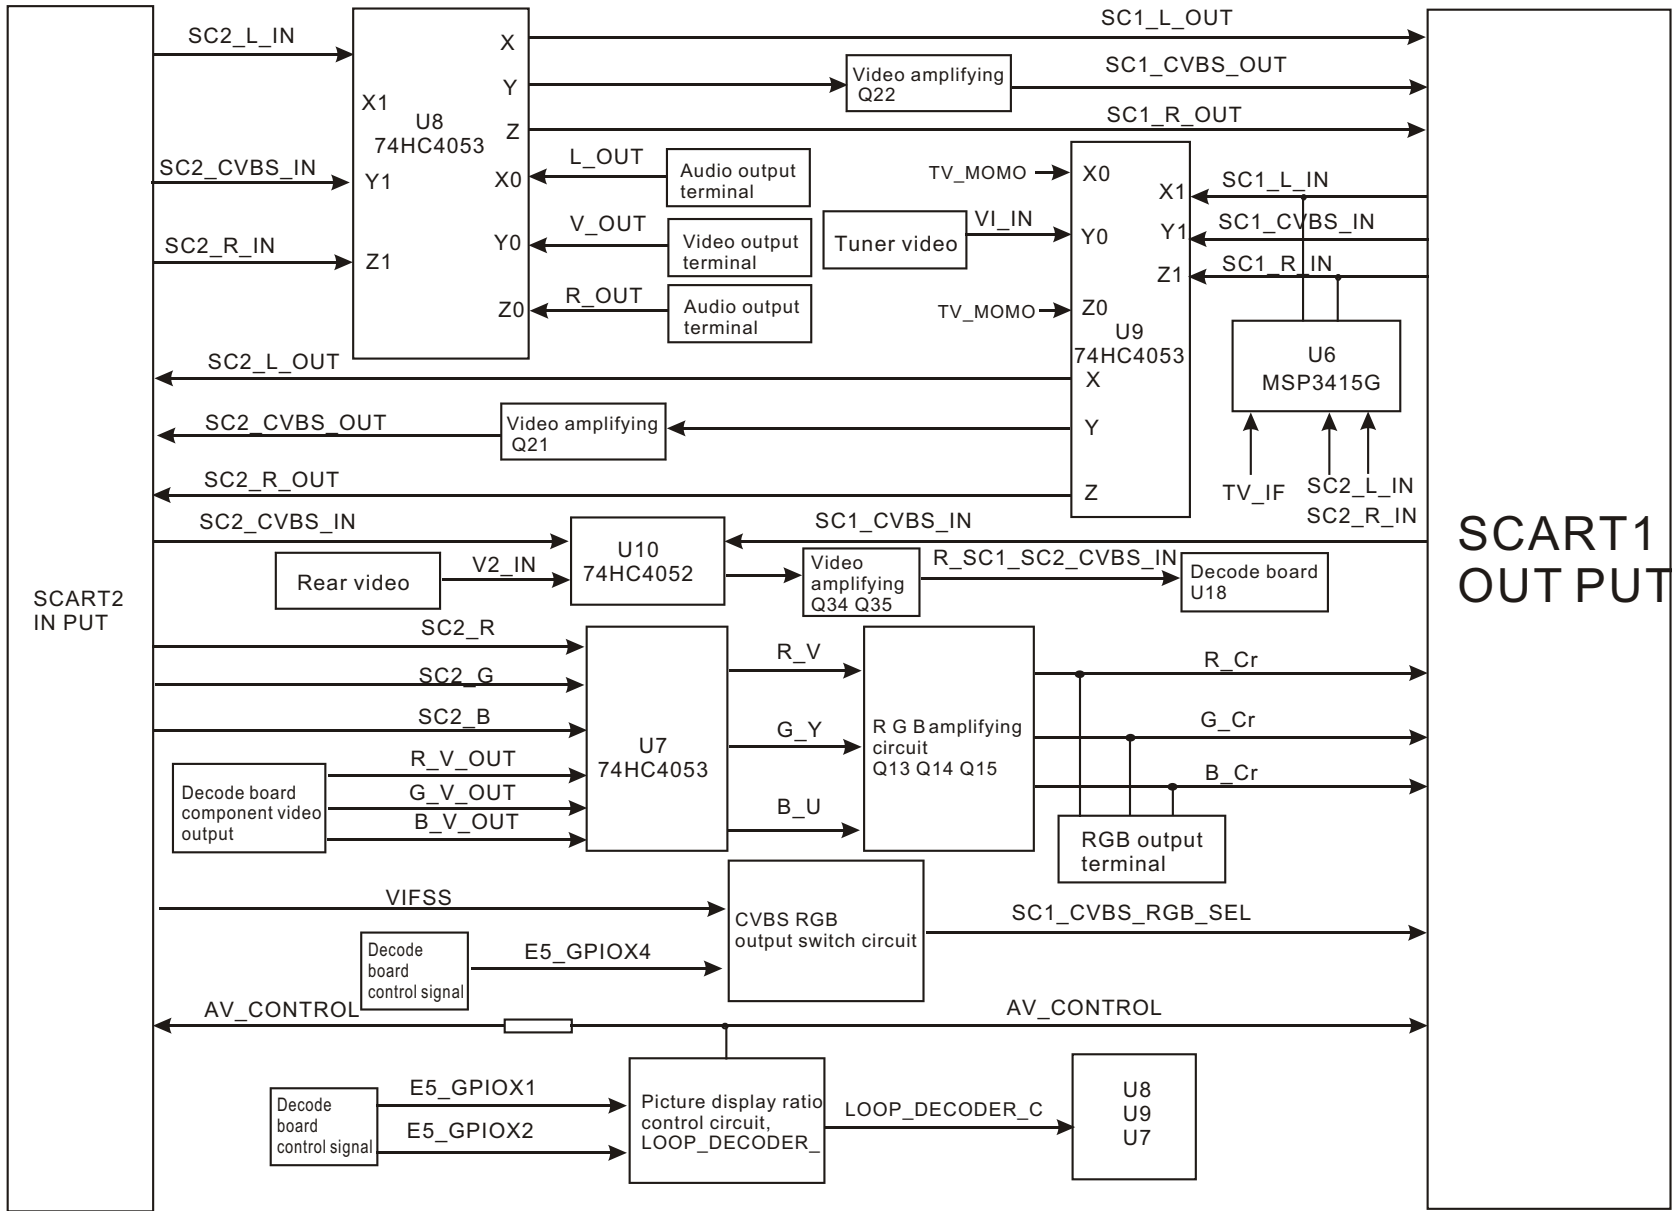 SC2_L_IN
X
SC1_L_OUT
Video amplifying
Q22
SC1_CVBS_OUT
Y
X1
U8
74HC4053
Z
SC1_R_OUT
SC2_CVBS_IN
Y1
X0
L_OUT
Audio output
terminal
TV_MOMO
X0
X1
SC1_L_IN
SC2_R_IN
Z1
Y0
V_OUT
Video output
terminal
Tuner video
VI_IN
Y0
Y1
SC1_CVBS_IN
Z1
SC1_R_IN
Z0
R_OUT
Audio output
terminal
TV_MOMO
Z0
U9
74HC4053
U6
MSP3415G
SC2_L_OUT
X
SC2_CVBS_OUT
Video amplifying
Q21
Y
SC2_R_OUT
Z
TV_IF
SC2_L_IN
SC2_R_IN
SC2_CVBS_IN
U10
74HC4052
SC1_CVBS_IN
Rear video
V2_IN
Video
amplifying
Q34 Q35
R_SC1_SC2_CVBS_IN
Decode board
U18
SCART1
OUT PUT
SCART2
IN PUT
SC2_R
SC2_G
SC2_B
U7
74HC4053
R_V
G_Y
B_U
R G B amplifying
circuit
Q13 Q14 Q15
R_Cr
G_Cr
B_Cr
Decode board
component video
output
R_V_OUT
G_V_OUT
B_V_OUT
RGB output
terminal
VIFSS
CVBS RGB
output switch circuit
SC1_CVBS_RGB_SEL
Decode
board
control signal
E5_GPIOX4
AV_CONTROL
AV_CONTROL
Decode
board
control signal
E5_GPIOX1
E5_GPIOX2
Picture display ratio
control circuit,
LOOP_DECODER_
LOOP_DECODER_C
U8
U9
U7